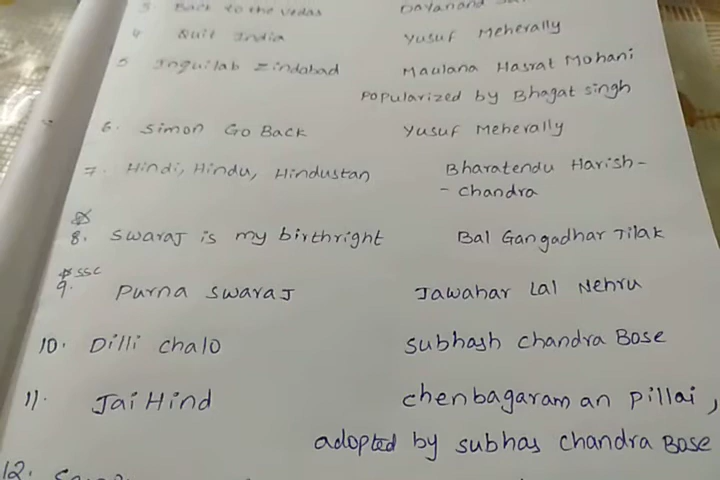 3 Back to the Vedas Dayanand
4 Quit India Yusuf Meherally
5 Inquilab Zindabad Maulana Hasrat Mohani
Popularized by Bhagat singh
6. Simon Go Back Yusuf Meherally
7. Hindi, Hindu, Hindustan Bharatendu Harish-
- Chandra
8. Swaraj is my birthright Bal Gangadhar Tilak
* SSC
9. Purna Swaraj Jawahar Lal Nehru
10. Dilli Chalo Subhash Chandra Bose
11. Jai Hind Chenbagaraman Pillai,
adopted by Subhas Chandra Bose
12.